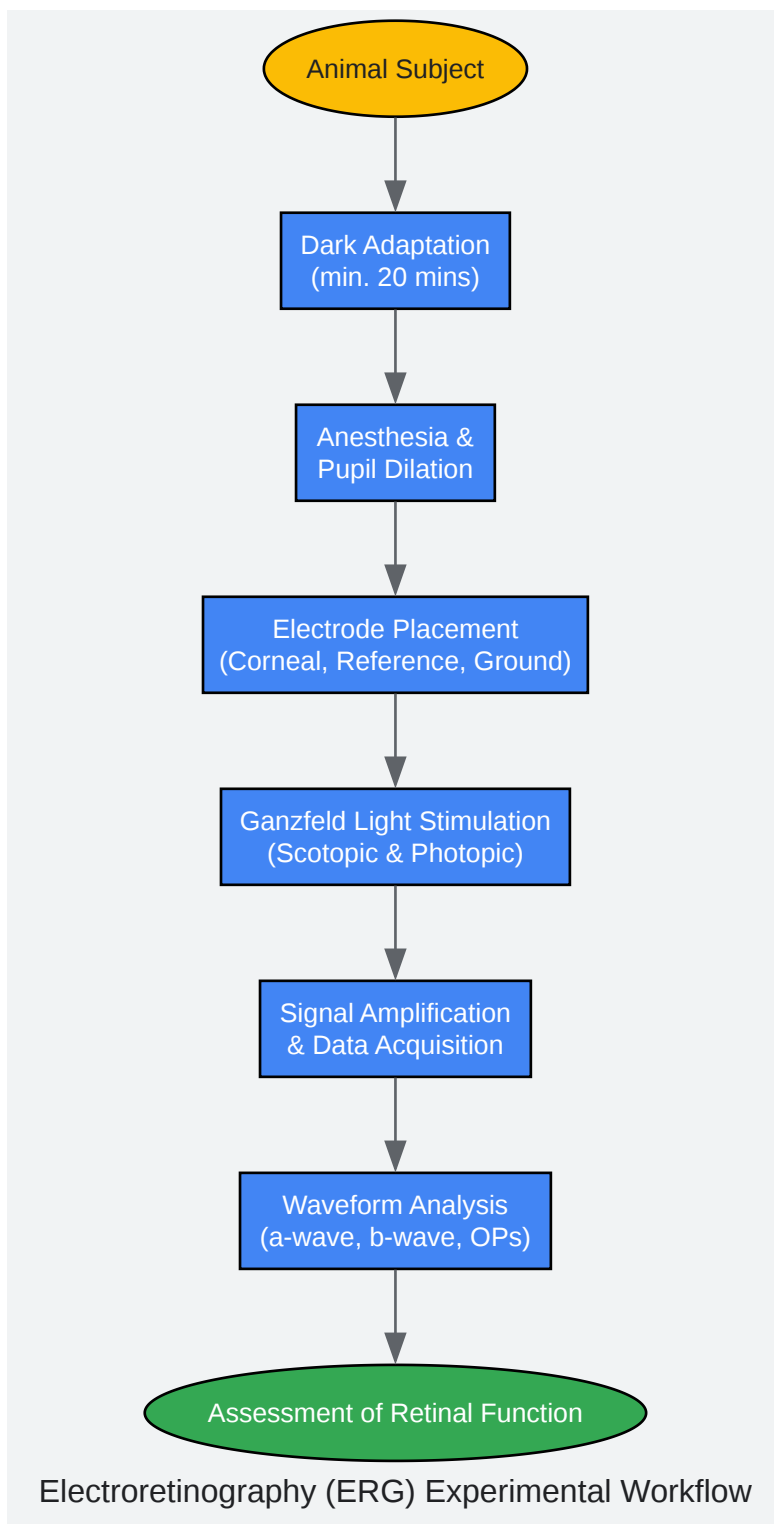 Animal Subject
Dark Adaptation
(min. 20 mins)
Anesthesia &
Pupil Dilation
Electrode Placement
(Corneal, Reference, Ground)
Ganzfeld Light Stimulation
(Scotopic & Photopic)
Signal Amplification
& Data Acquisition
Waveform Analysis
(a-wave, b-wave, OPs)
Assessment of Retinal Function
Electroretinography (ERG) Experimental Workflow